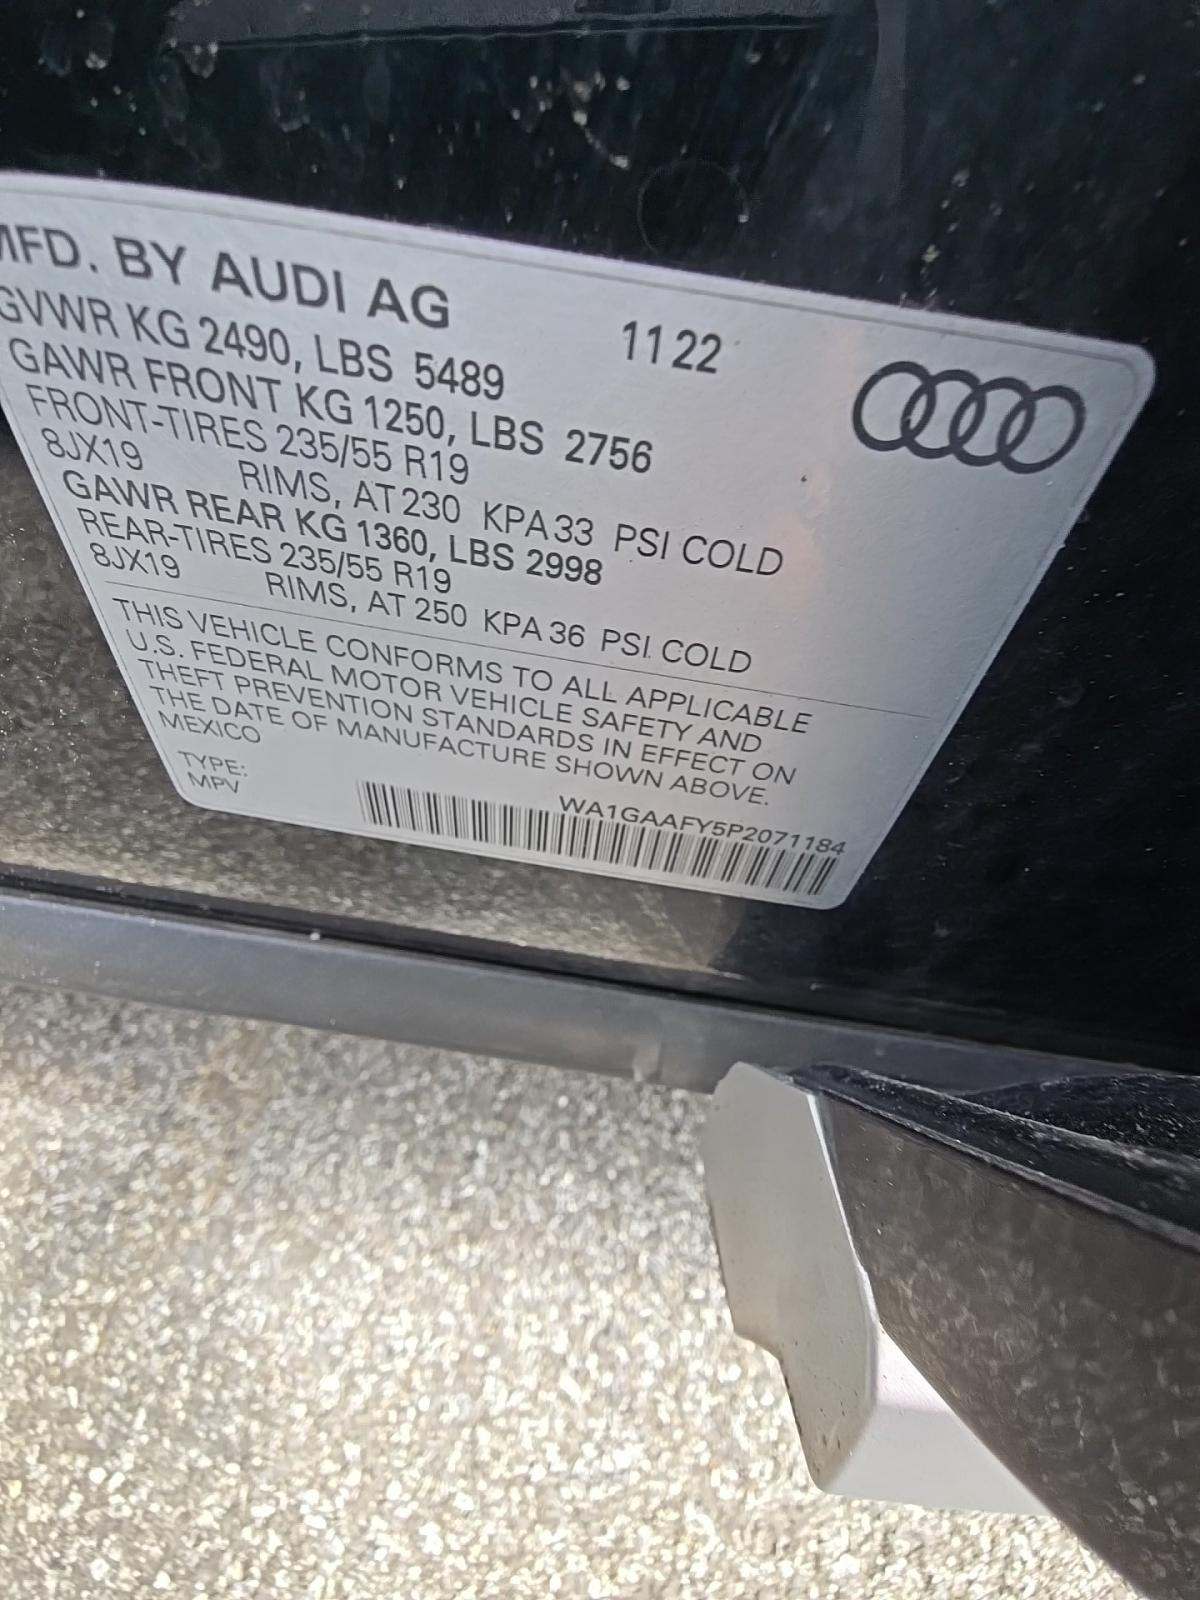 MFD. BY AUDI AG 1122
GVWR KG 2490, LBS 5489
GAWR FRONT KG 1250, LBS 2756
FRONT-TIRES 235/55 R19
8JX19 RIMS, AT 230 KPA 33 PSI COLD
GAWR REAR KG 1360, LBS 2998
REAR-TIRES 235/55 R19
8JX19 RIMS, AT 250 KPA 36 PSI COLD
THIS VEHICLE CONFORMS TO ALL APPLICABLE
U.S. FEDERAL MOTOR VEHICLE SAFETY AND
THEFT PREVENTION STANDARDS IN EFFECT ON
THE DATE OF MANUFACTURE SHOWN ABOVE.
MEXICO
TYPE:
MPV
WA1GAAFY5P2071184